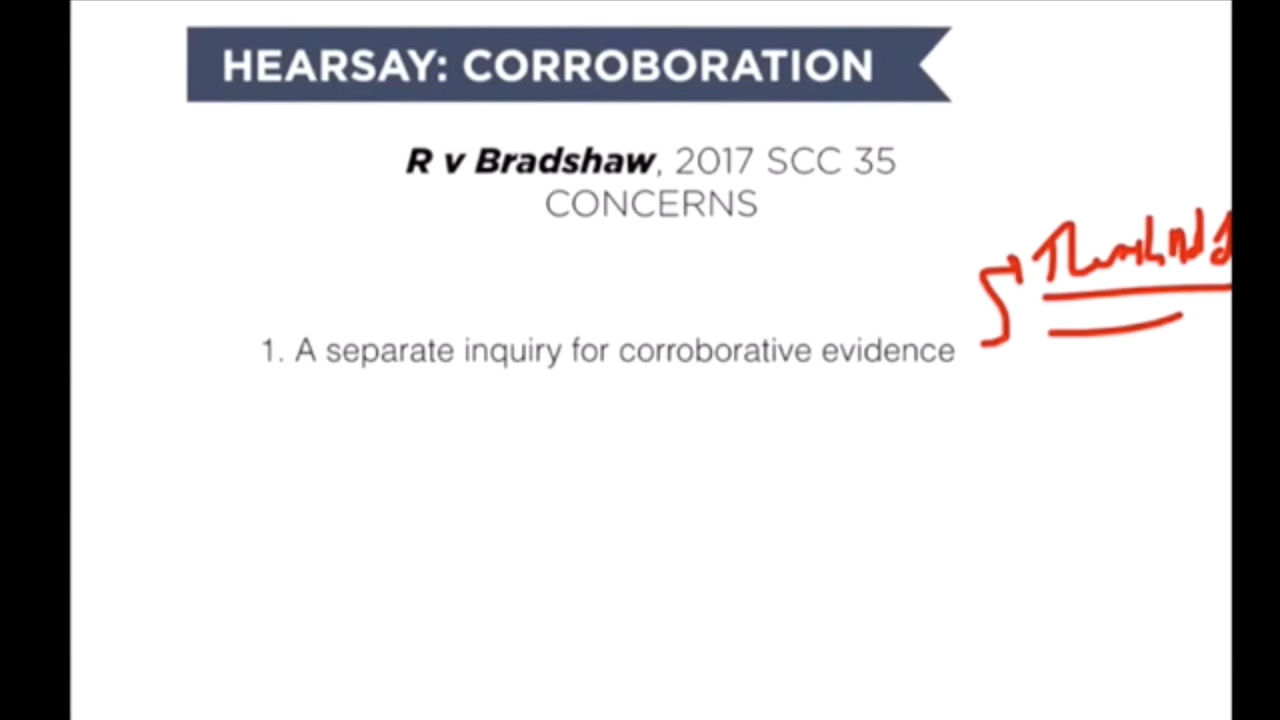 HEARSAY: CORROBORATION
R v Bradshaw, 2017 SCC 35
CONCERNS
1. A separate inquiry for corroborative evidence